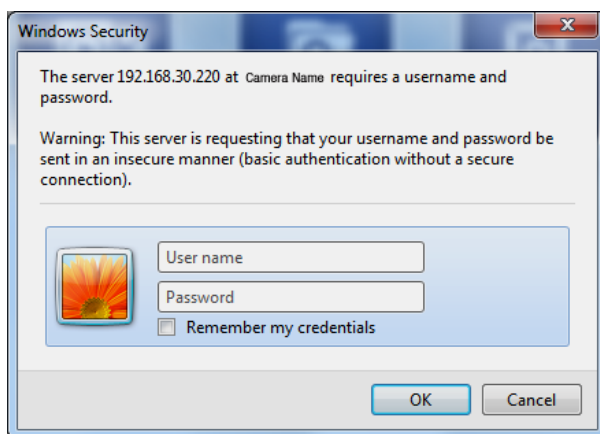 Windows Security
The server 192.168.30.220 at Camera Name requires a username and
password.
Warning: This server is requesting that your username and password be
sent in an insecure manner (basic authentication without a secure
connection).
User name
Password
Remember my credentials
OK
Cancel